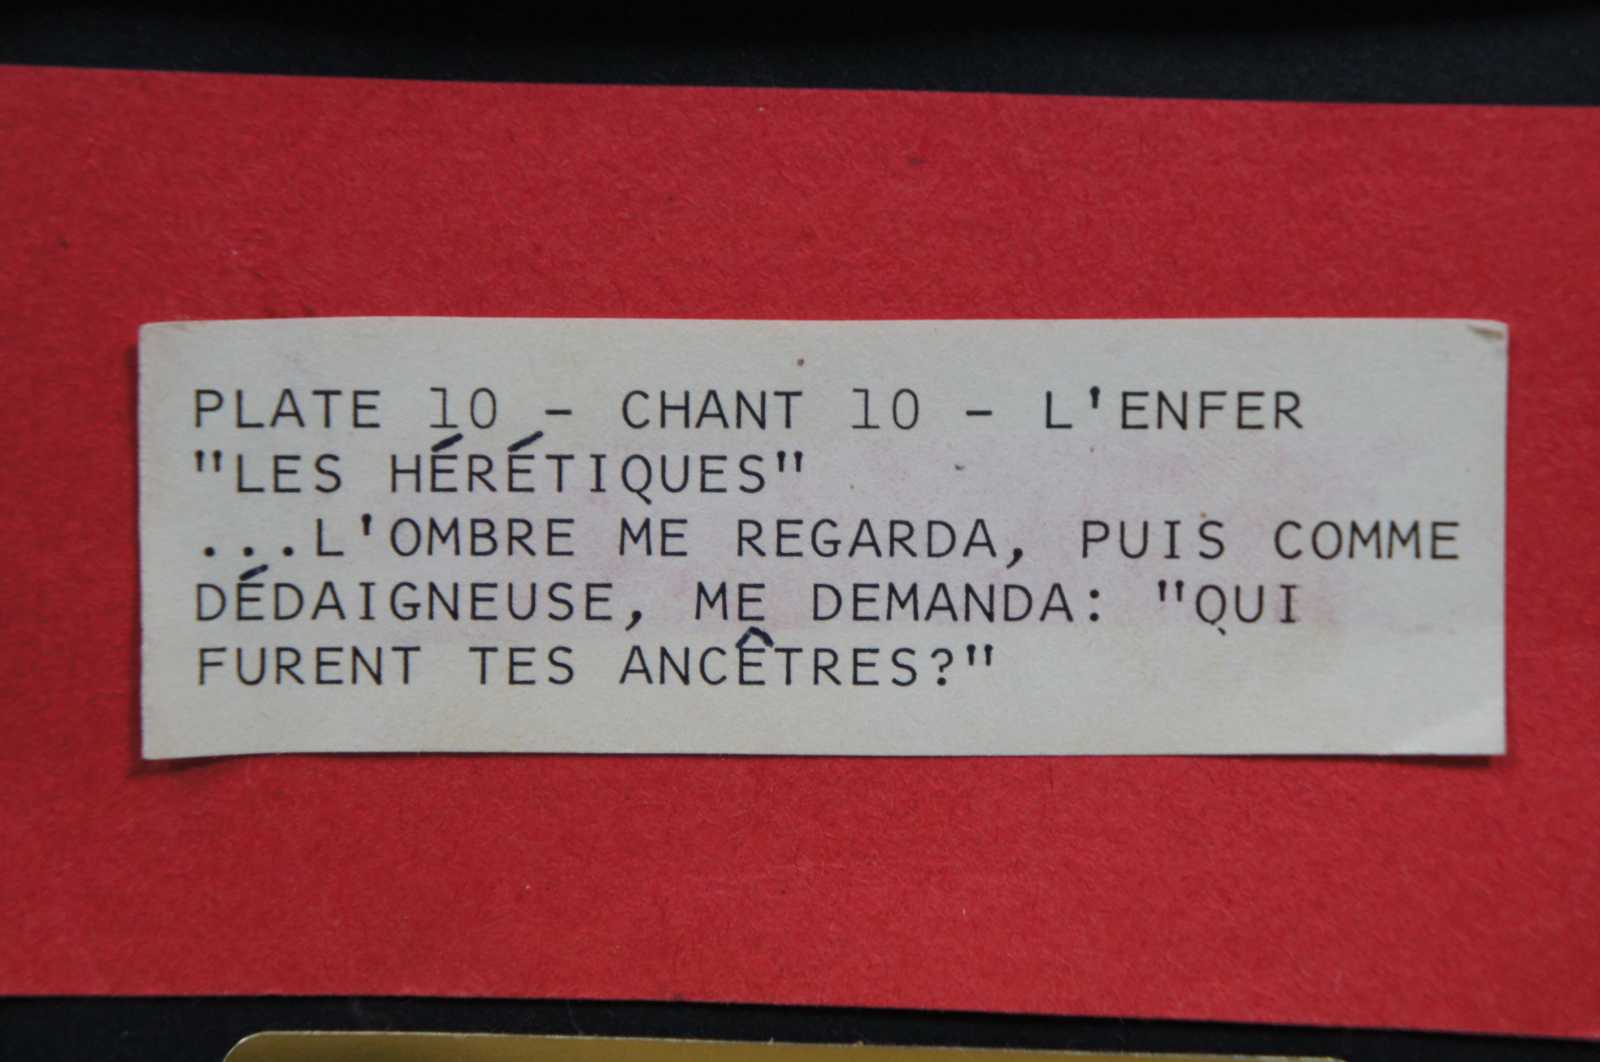 PLATE 10 - CHANT 10 - L'ENFER
"LES HÉRÉTIQUES"
...L'OMBRE ME REGARDA, PUIS COMME
DÉDAIGNEUSE, ME DEMANDA: "QUI
FURENT TES ANCÊTRES?"